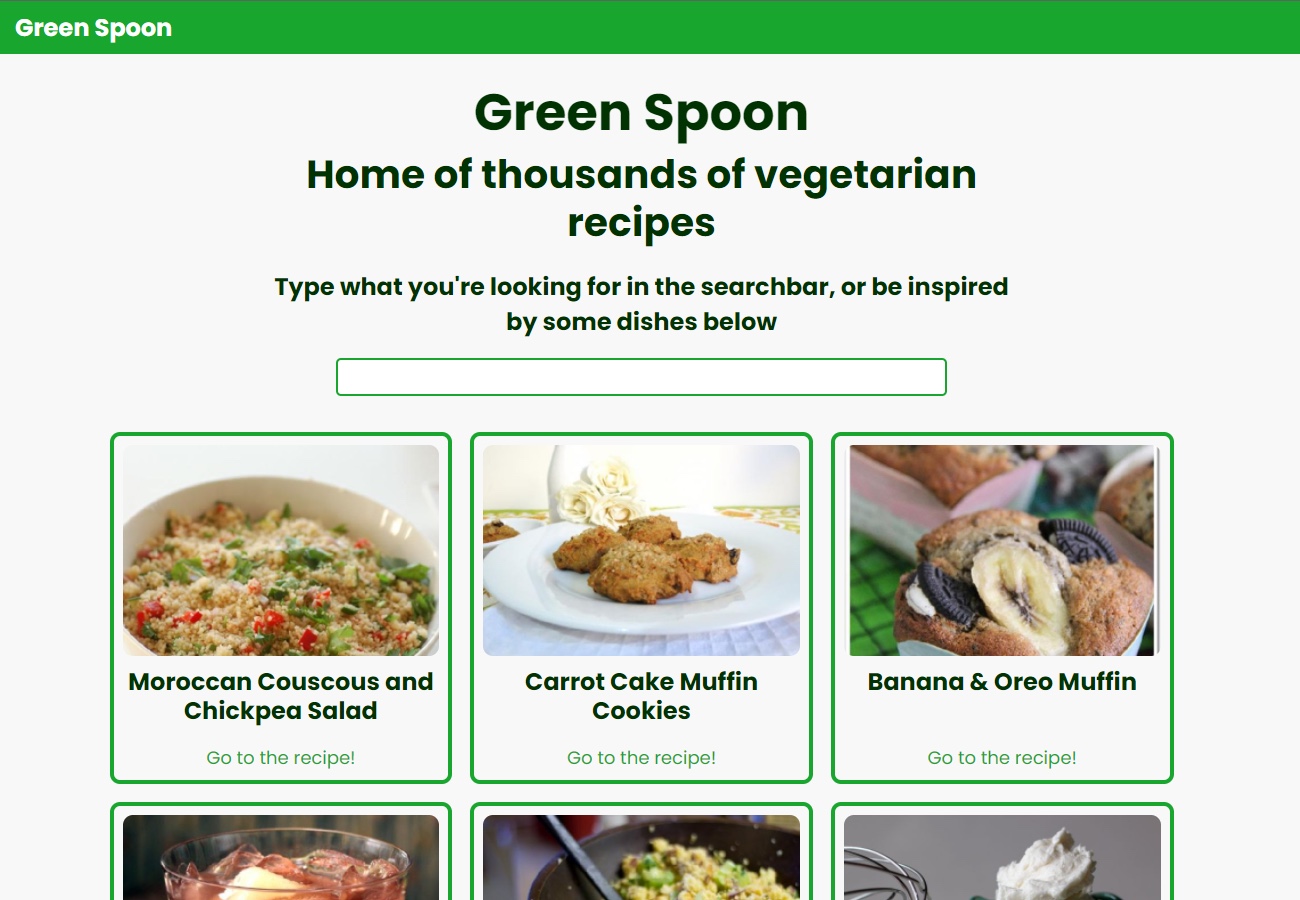 Green Spoon
Green Spoon
Home of thousands of vegetarian
recipes
Type what you're looking for in the searchbar, or be inspired
by some dishes below
Moroccan Couscous and
Chickpea Salad
Go to the recipe!
Carrot Cake Muffin
Cookies
Go to the recipe!
Banana & Oreo Muffin
Go to the recipe!